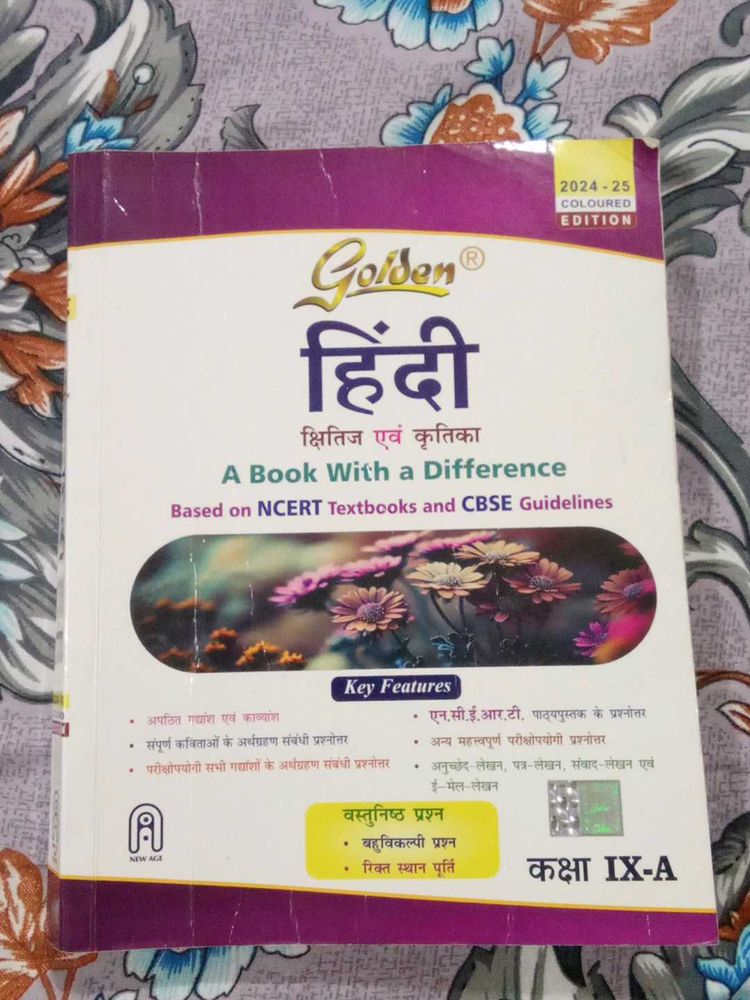 2024 - 25
COLOURED
EDITION
Golden ®
हिंदी
क्षितिज एवं कृतिका
A Book With a Difference
Based on NCERT Textbooks and CBSE Guidelines
Key Features
• अपठित गद्यांश एवं काव्यांश
• संपूर्ण कविताओं के अर्थग्रहण संबंधी प्रश्नोत्तर
• परीक्षोपयोगी सभी गद्यांशों के अर्थग्रहण संबंधी प्रश्नोत्तर
• एन.सी.ई.आर.टी. पाठ्यपुस्तक के प्रश्नोत्तर
• अन्य महत्त्वपूर्ण परीक्षोपयोगी प्रश्नोत्तर
• अनुच्छेद-लेखन, पत्र-लेखन, संवाद-लेखन एवं
ई-मेल-लेखन
वस्तुनिष्ठ प्रश्न
• बहुविकल्पी प्रश्न
• रिक्त स्थान पूर्ति
NEW AGE
कक्षा IX-A